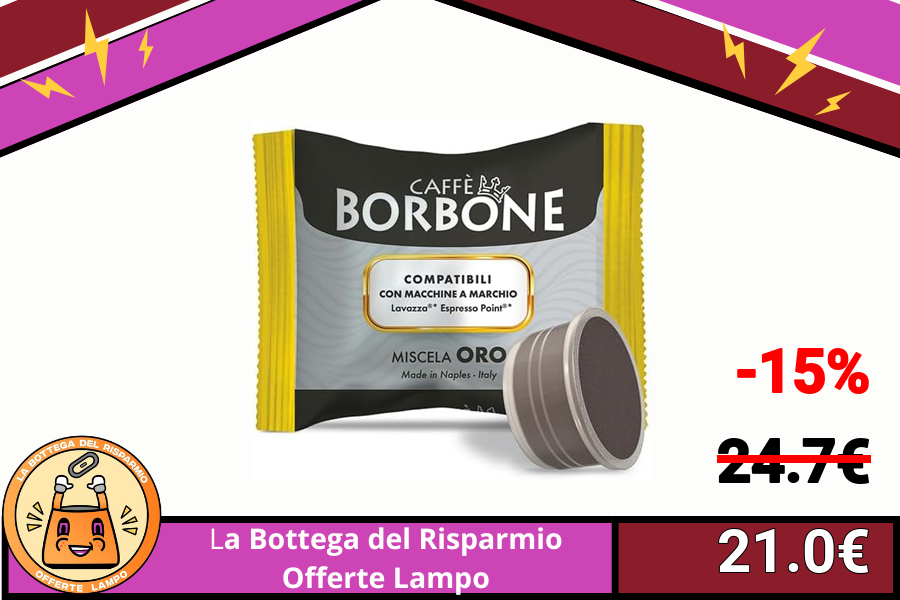 CAFFÈ
BORBONE
COMPATIBILI
CON MACCHINE A MARCHIO
Lavazza®* Espresso Point®*
MISCELA ORO
Made in Naples - Italy
-15%
24.7€
21.0€
LA BOTTEGA DEL RISPARMIO
OFFERTE LAMPO
La Bottega del Risparmio
Offerte Lampo